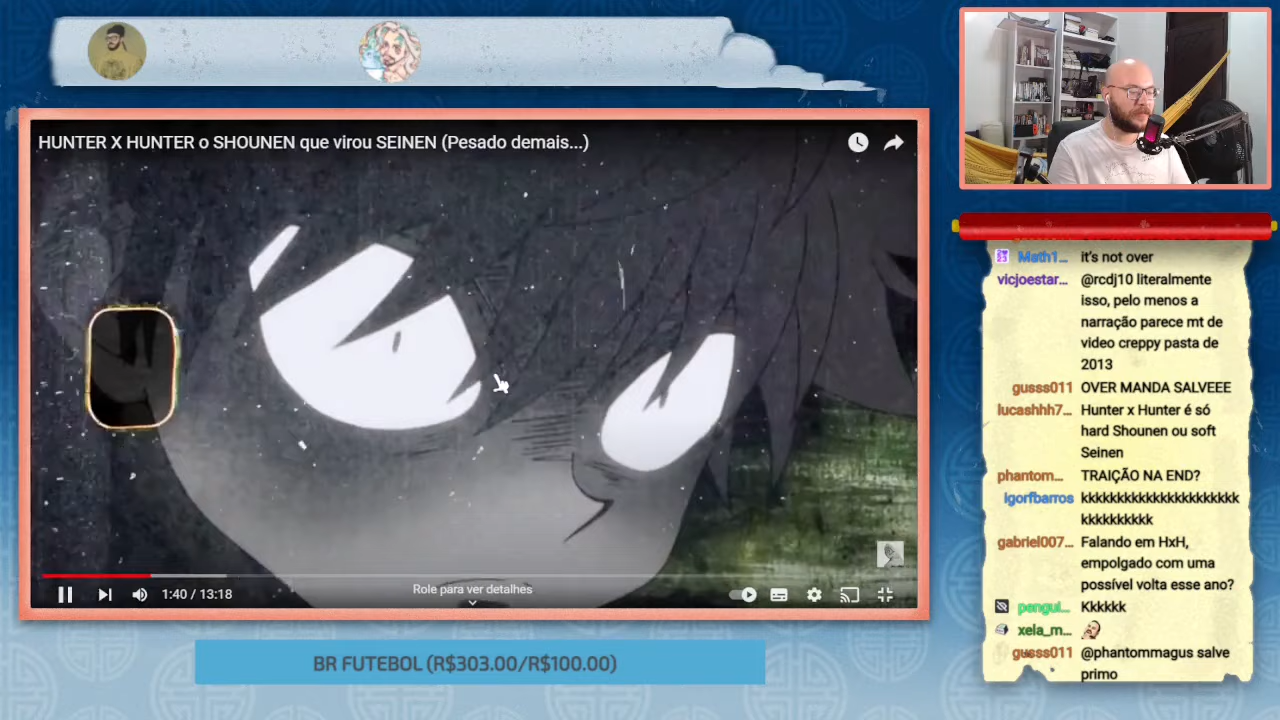 HUNTER X HUNTER o SHOUNEN que virou SEINEN (Pesado demais...)
1:40 / 13:18
Role para ver detalhes
BR FUTEBOL (R$303.00/R$100.00)
Math1... it's not over
vicjoestar... @rcdj10 literalmente
isso, pelo menos a
narração parece mt de
video creppy pasta de
2013
gusss011 OVER MANDA SALVEEE
lucashhh7... Hunter x Hunter é só
hard Shounen ou soft
Seinen
phantom... TRAIÇÃO NA END?
igorfbarros kkkkkkkkkkkkkkkkkkkkkk
kkkkkkkkkk
gabriel007... Falando em HxH,
empolgado com uma
possível volta esse ano?
pengui... Kkkkkk
xela_m...
gusss011 @phantommagus salve
primo